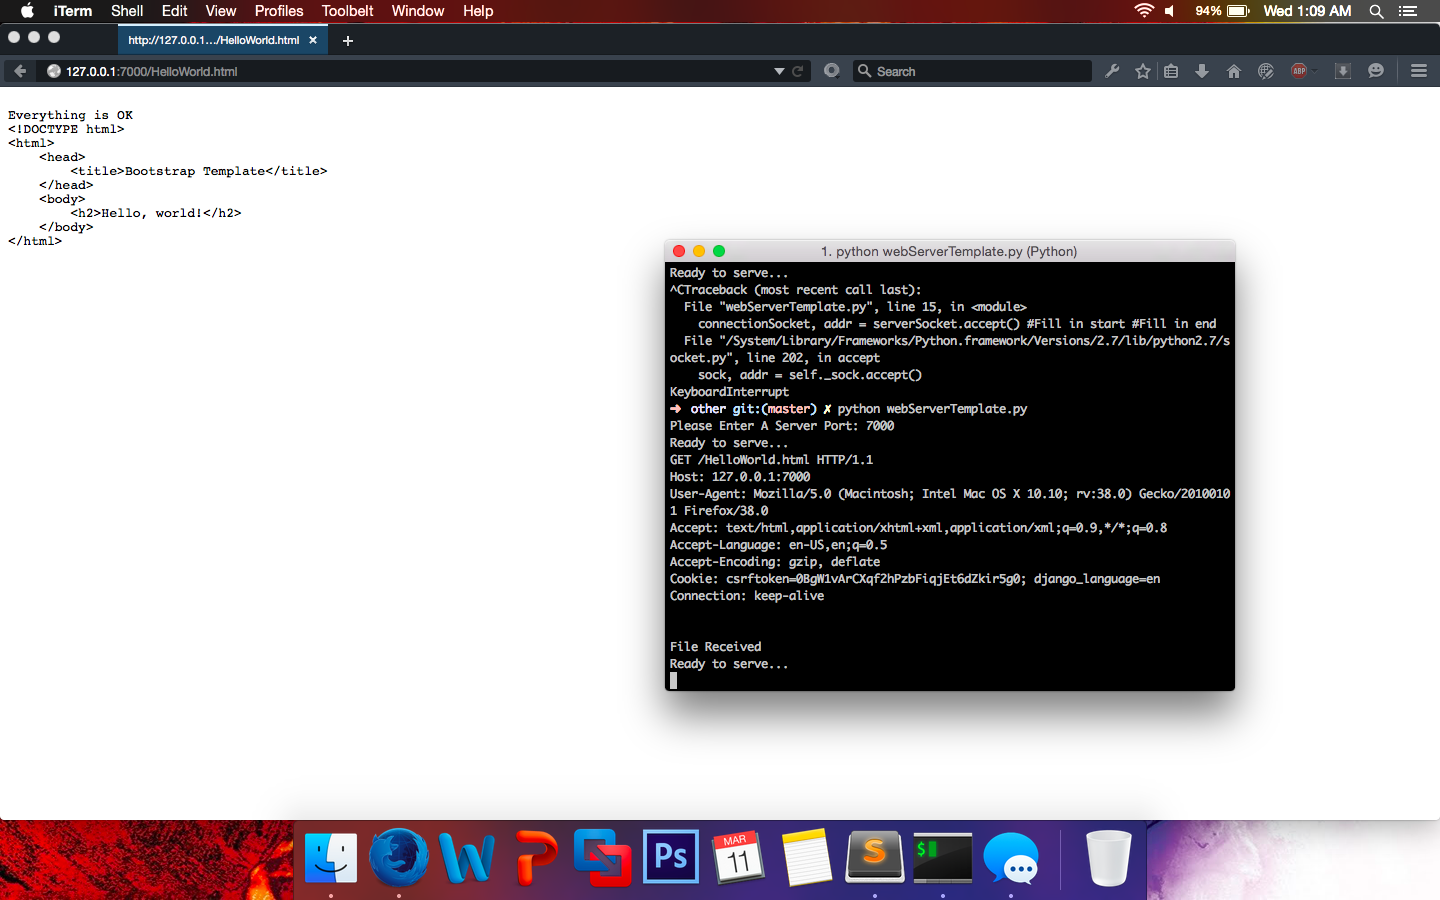 iTerm Shell Edit View Profiles Toolbelt Window Help 94% Wed 1:09 AM
http://127.0.0.1.../HelloWorld.html × +
127.0.0.1:7000/HelloWorld.html Search ABP
Everything is OK
<!DOCTYPE html>
<html>
    <head>
        <title>Bootstrap Template</title>
    </head>
    <body>
        <h2>Hello, world!</h2>
    </body>
</html>
1. python webServerTemplate.py (Python)
Ready to serve...
^CTraceback (most recent call last):
  File "webServerTemplate.py", line 15, in <module>
    connectionSocket, addr = serverSocket.accept() #Fill in start #Fill in end
  File "/System/Library/Frameworks/Python.framework/Versions/2.7/lib/python2.7/s
ocket.py", line 202, in accept
    sock, addr = self._sock.accept()
KeyboardInterrupt
➜  other git:(master) ✗ python webServerTemplate.py
Please Enter A Server Port: 7000
Ready to serve...
GET /HelloWorld.html HTTP/1.1
Host: 127.0.0.1:7000
User-Agent: Mozilla/5.0 (Macintosh; Intel Mac OS X 10.10; rv:38.0) Gecko/2010010
1 Firefox/38.0
Accept: text/html,application/xhtml+xml,application/xml;q=0.9,*/*;q=0.8
Accept-Language: en-US,en;q=0.5
Accept-Encoding: gzip, deflate
Cookie: csrftoken=0BgW1vArCXqf2hPzbFiqjEt6dZkir5g0; django_language=en
Connection: keep-alive
File Received
Ready to serve...
W P Ps MAR 11 S $